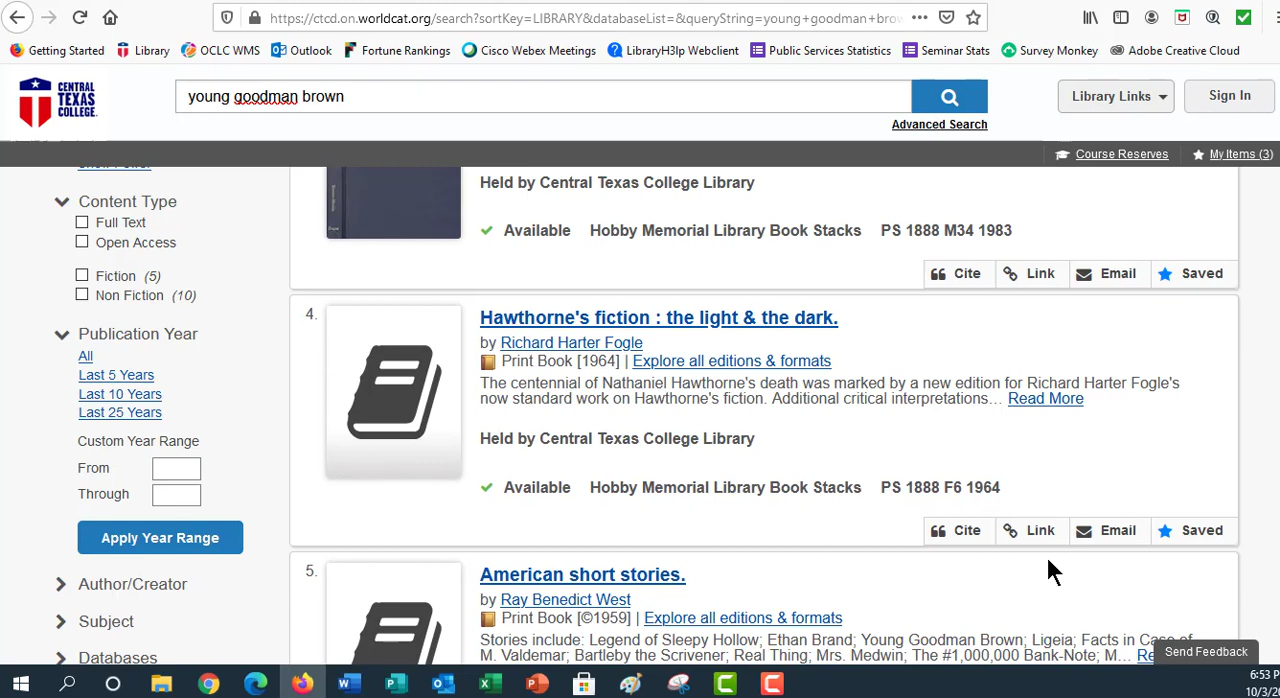 https://ctcd.on.worldcat.org/search?sortKey=LIBRARY&databaseList=&queryString=young+goodman+brow
Getting Started Library OCLC WMS Outlook Fortune Rankings Cisco Webex Meetings LibraryH3lp Webclient Public Services Statistics Seminar Stats Survey Monkey Adobe Creative Cloud
CENTRAL
TEXAS
COLLEGE
young goodman brown
Library Links
Sign In
Advanced Search
Course Reserves
My Items (3)
Content Type
Full Text
Open Access
Fiction (5)
Non Fiction (10)
Publication Year
All
Last 5 Years
Last 10 Years
Last 25 Years
Custom Year Range
From
Through
Apply Year Range
Author/Creator
Subject
Databases
Held by Central Texas College Library
Available Hobby Memorial Library Book Stacks PS 1888 M34 1983
Cite Link Email Saved
4.
Hawthorne's fiction : the light & the dark.
by Richard Harter Fogle
Print Book [1964] | Explore all editions & formats
The centennial of Nathaniel Hawthorne's death was marked by a new edition for Richard Harter Fogle's
now standard work on Hawthorne's fiction. Additional critical interpretations… Read More
Held by Central Texas College Library
Available Hobby Memorial Library Book Stacks PS 1888 F6 1964
Cite Link Email Saved
5.
American short stories.
by Ray Benedict West
Print Book [©1959] | Explore all editions & formats
Stories include: Legend of Sleepy Hollow; Ethan Brand; Young Goodman Brown; Ligeia; Facts in Case of
M. Valdemar; Bartleby the Scrivener; Real Thing; Mrs. Medwin; The #1,000,000 Bank-Note; M…
Send Feedback
6:53 P
10/3/2